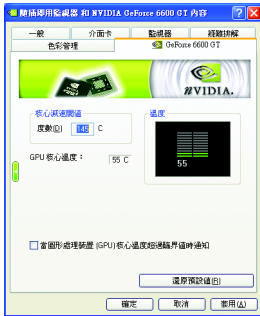 隨插即用監視器 和 NVIDIA GeForce 6600 GT 內容
一般 介面卡 監視器 疑難排解
色彩管理 GeForce 6600 GT
NVIDIA.
核心減速閾值
度數(D) 145 C
溫度
GPU 核心溫度： 55 C
55
當圖形處理裝置 (GPU) 核心溫度超過臨界值時通知
還原預設值(R)
確定 取消 套用(A)